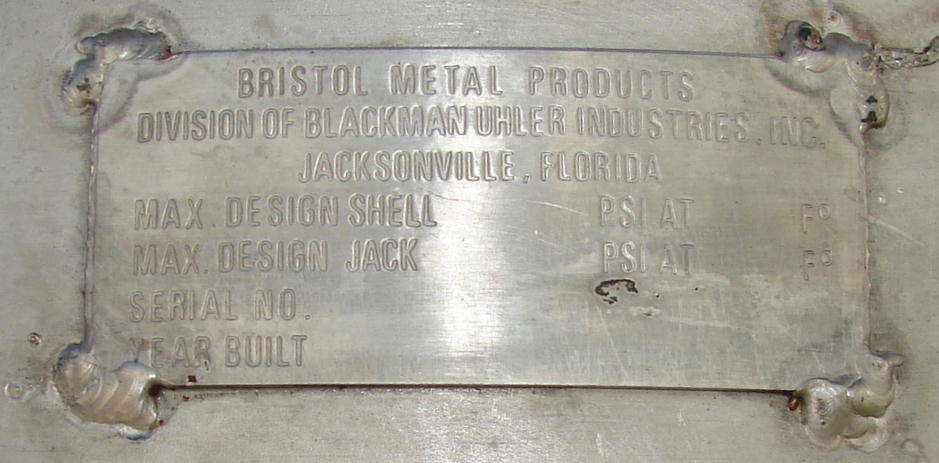 BRISTOL METAL PRODUCTS
DIVISION OF BLACKMAN UHLER INDUSTRIES, INC.
JACKSONVILLE, FLORIDA
MAX. DESIGN SHELL PSI AT F°
MAX. DESIGN JACK PSI AT F°
SERIAL NO.
YEAR BUILT